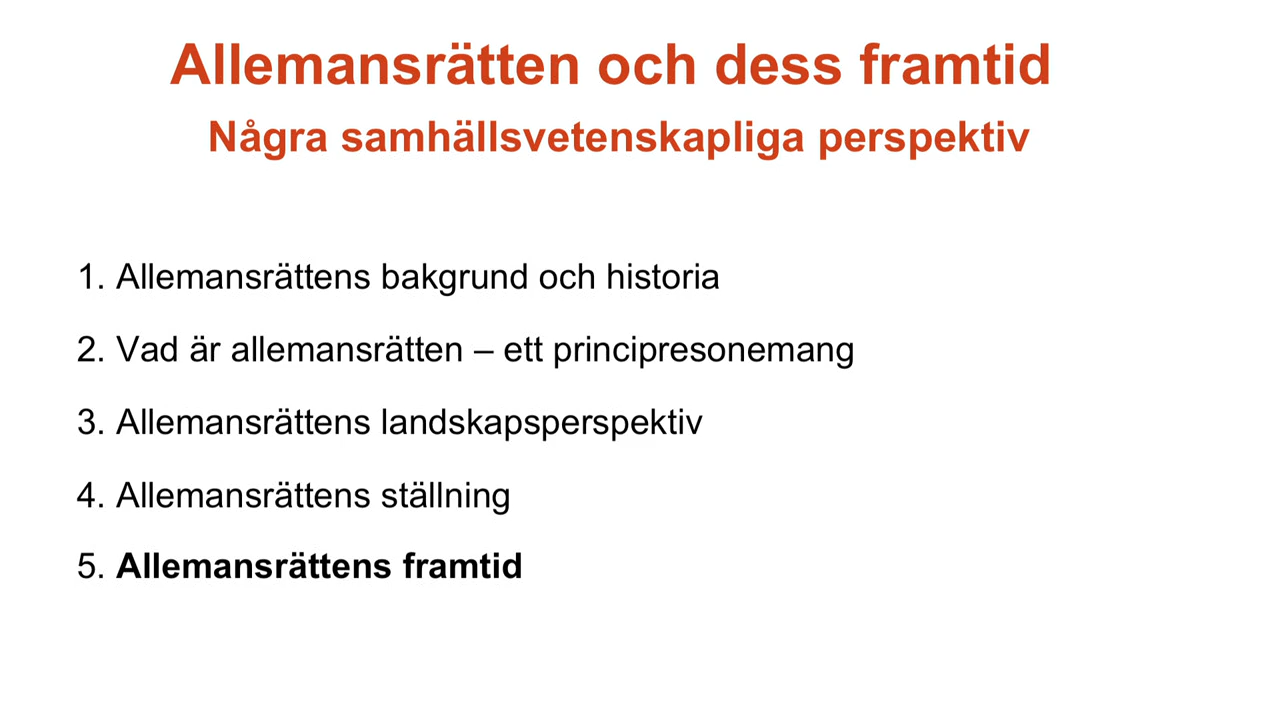 Allemansrätten och dess framtid
Några samhällsvetenskapliga perspektiv
1. Allemansrättens bakgrund och historia
2. Vad är allemansrätten – ett principresonemang
3. Allemansrättens landskapsperspektiv
4. Allemansrättens ställning
5. Allemansrättens framtid